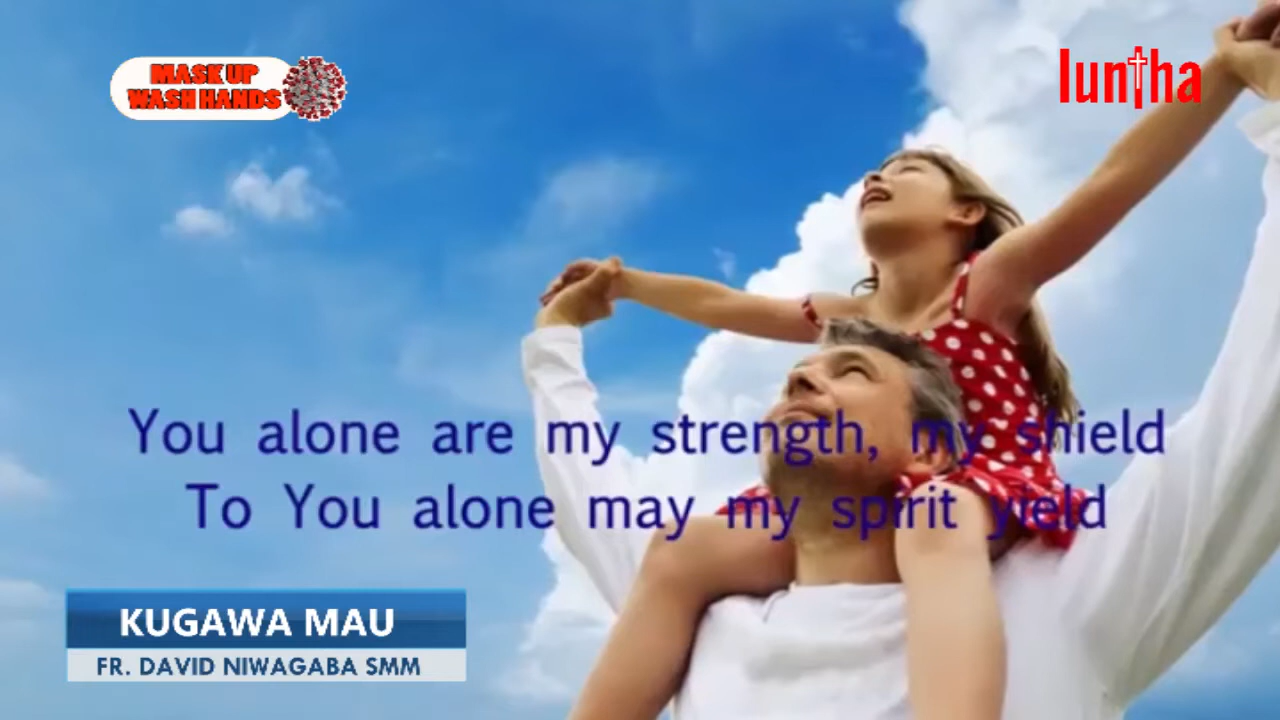 MASK UP
WASH HANDS
luntha
You alone are my strength, my shield
To You alone may my spirit yield
KUGAWA MAU
FR. DAVID NIWAGABA SMM